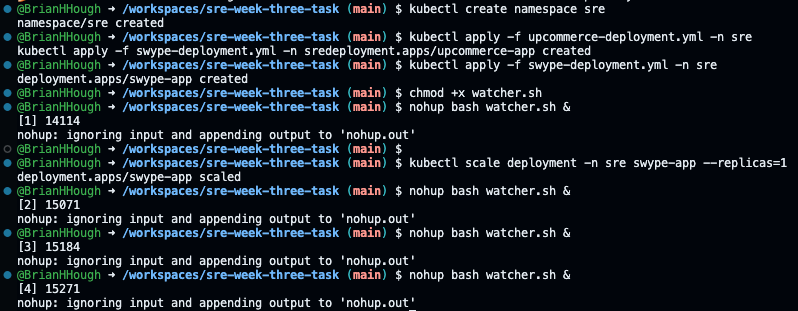 @BrianHHough ➜ /workspaces/sre-week-three-task (main) $ kubectl create namespace sre
namespace/sre created
@BrianHHough ➜ /workspaces/sre-week-three-task (main) $ kubectl apply -f upcommerce-deployment.yml -n sre
kubectl apply -f swype-deployment.yml -n sredeployment.apps/upcommerce-app created
@BrianHHough ➜ /workspaces/sre-week-three-task (main) $ kubectl apply -f swype-deployment.yml -n sre
deployment.apps/swype-app created
@BrianHHough ➜ /workspaces/sre-week-three-task (main) $ chmod +x watcher.sh
@BrianHHough ➜ /workspaces/sre-week-three-task (main) $ nohup bash watcher.sh &
[1] 14114
nohup: ignoring input and appending output to 'nohup.out'
@BrianHHough ➜ /workspaces/sre-week-three-task (main) $
@BrianHHough ➜ /workspaces/sre-week-three-task (main) $ kubectl scale deployment -n sre swype-app --replicas=1
deployment.apps/swype-app scaled
@BrianHHough ➜ /workspaces/sre-week-three-task (main) $ nohup bash watcher.sh &
[2] 15071
nohup: ignoring input and appending output to 'nohup.out'
@BrianHHough ➜ /workspaces/sre-week-three-task (main) $ nohup bash watcher.sh &
[3] 15184
nohup: ignoring input and appending output to 'nohup.out'
@BrianHHough ➜ /workspaces/sre-week-three-task (main) $ nohup bash watcher.sh &
[4] 15271
nohup: ignoring input and appending output to 'nohup.out'